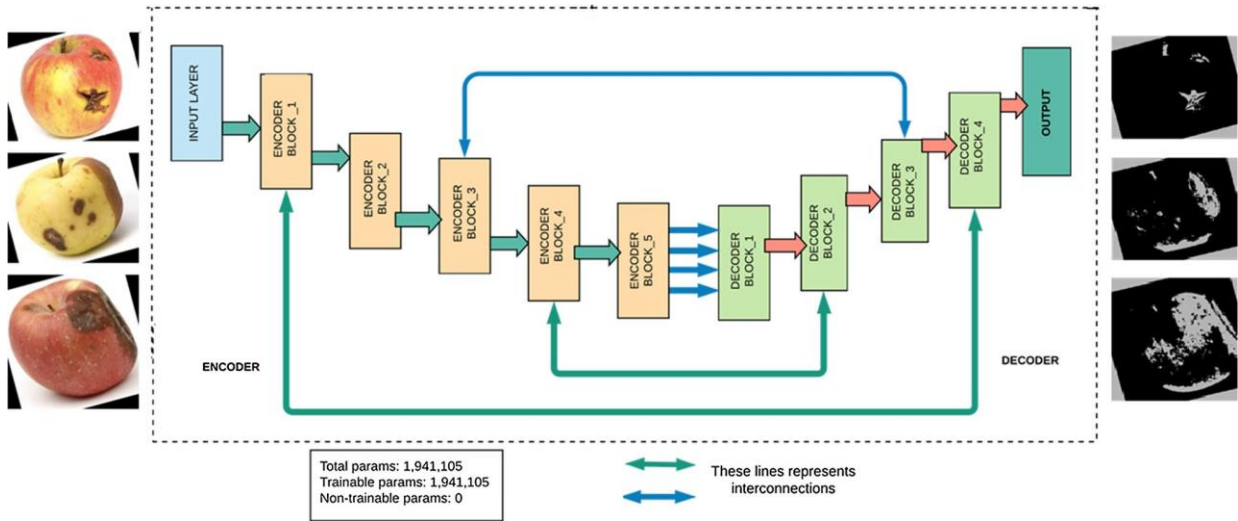 INPUT LAYER
ENCODER
BLOCK _1
ENCODER
BLOCK_2
ENCODER
BLOCK_3
ENCODER
BLOCK_4
ENCODER
BLOCK_5
DECODER
BLOCK_1
DECODER
BLOCK_2
DECODER
BLOCK_3
DECODER
BLOCK_4
OUTPUT
ENCODER
DECODER
Total params: 1,941,105
Trainable params: 1,941,105
Non-trainable params: 0
These lines represents
interconnections